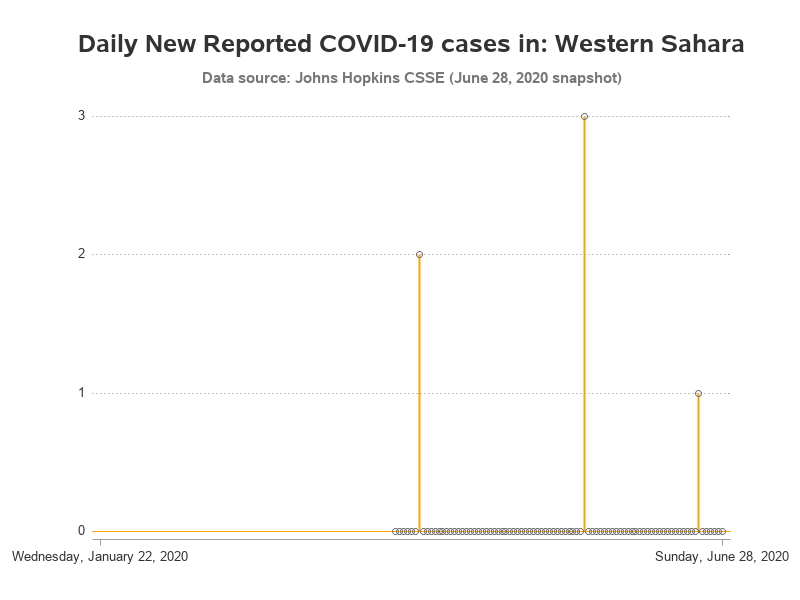 Daily New Reported COVID-19 cases in: Western Sahara
Data source: Johns Hopkins CSSE (June 28, 2020 snapshot)
3
2
1
0
Wednesday, January 22, 2020
Sunday, June 28, 2020